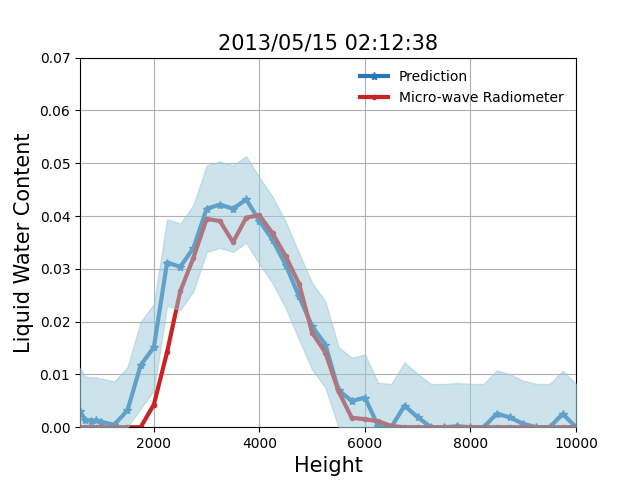 2013/05/15 02:12:38
Prediction
Micro-wave Radiometer
Liquid Water Content
0.07
0.06
0.05
0.04
0.03
0.02
0.01
0.00
2000 4000 6000 8000 10000
Height